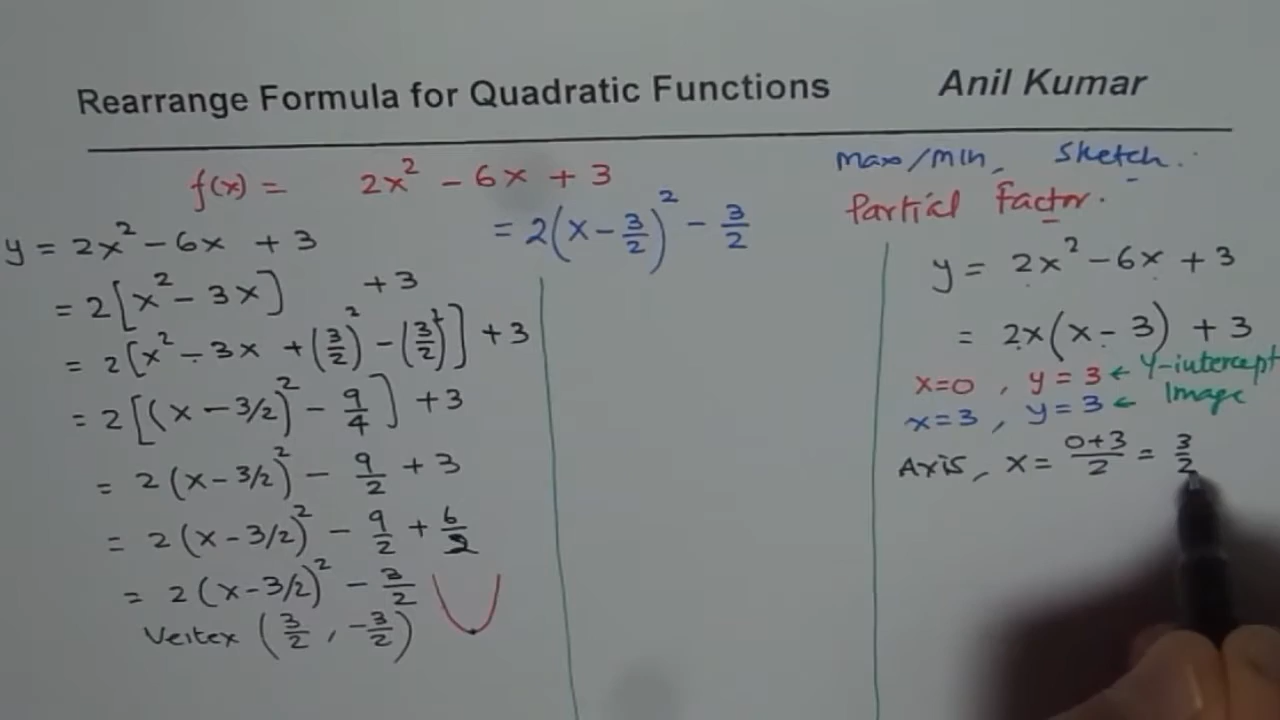 Rearrange Formula for Quadratic Functions Anil Kumar
f(x) = 2x² - 6x + 3
= 2(x - 3/2)² - 3/2
y = 2x² - 6x + 3
= 2[x² - 3x] + 3
= 2[x² - 3x + (3/2)² - (3/2)²] + 3
= 2[(x - 3/2)² - 9/4] + 3
= 2(x - 3/2)² - 9/2 + 3
= 2(x - 3/2)² - 9/2 + 6/2
= 2(x - 3/2)² - 3/2
Vertex (3/2, -3/2)
max/min, Sketch.
Partial Factor.
y = 2x² - 6x + 3
= 2x(x - 3) + 3
x=0, y = 3 ← Y-intercept
x=3, y=3 ← Image
Axis, x = 0+3/2 = 3/2